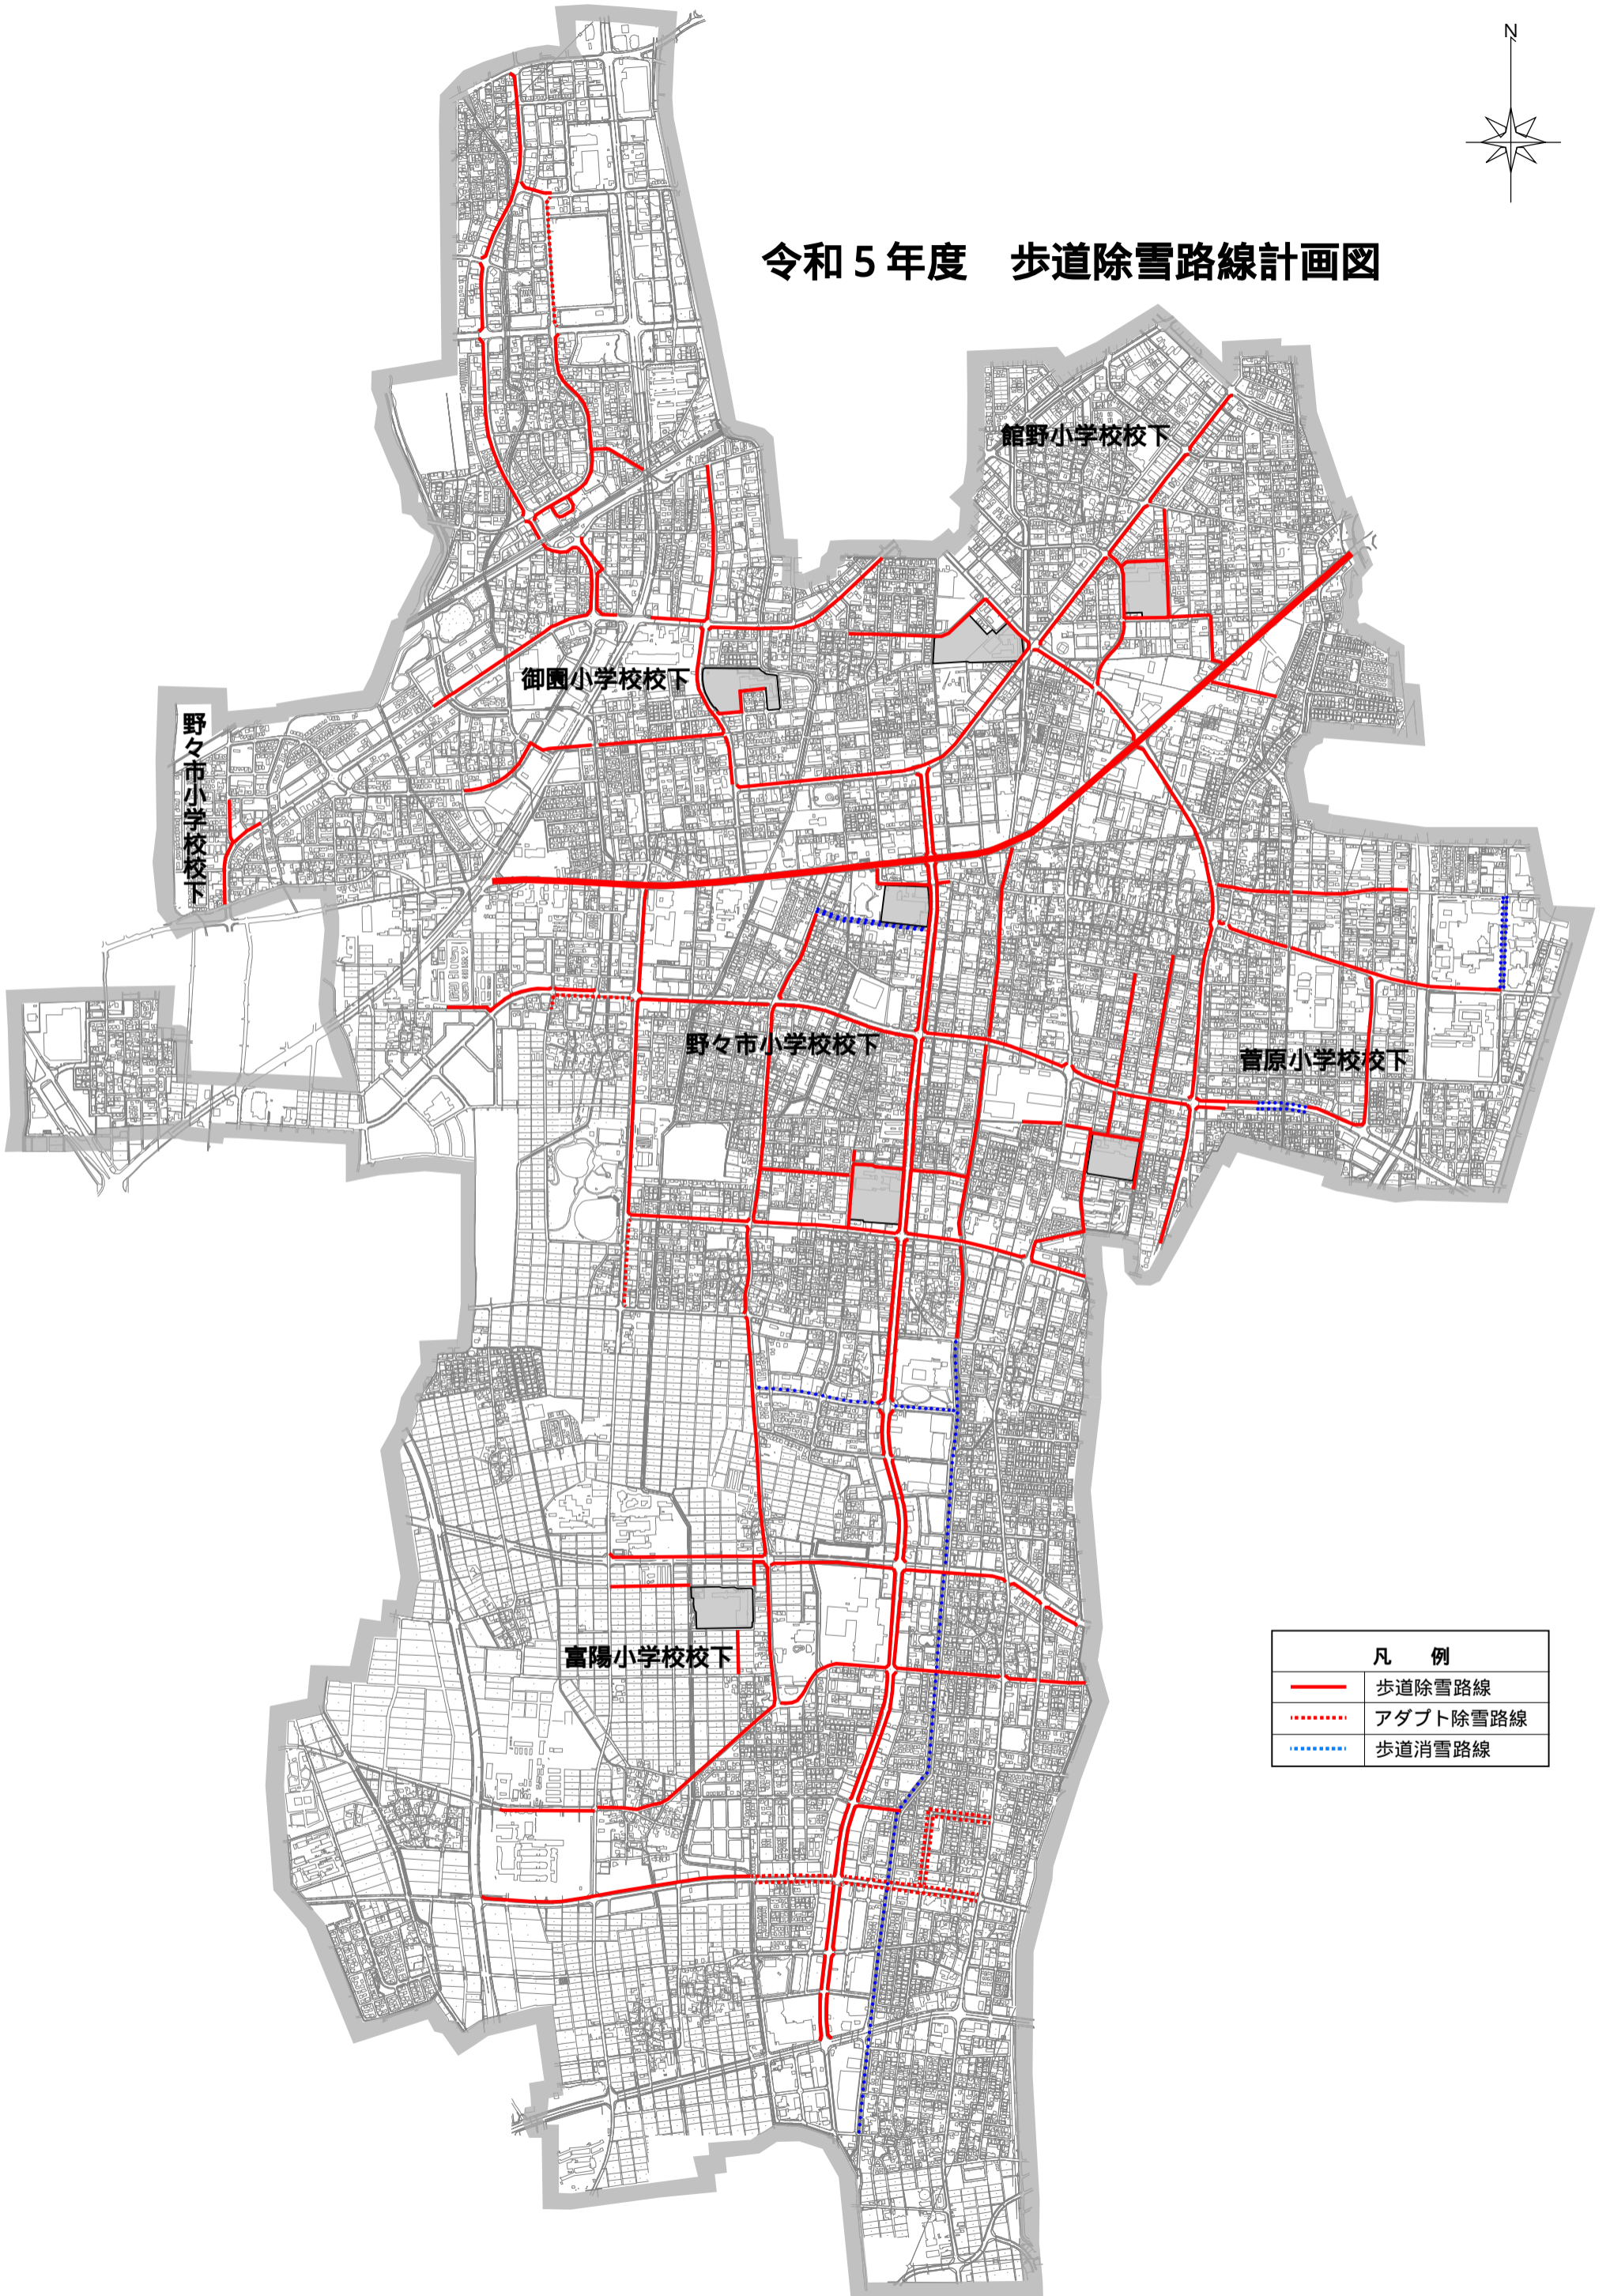 N
令和５年度　歩道除雪路線計画図
館野小学校校下
御園小学校校下
野々市小学校校下
野々市小学校校下
菅原小学校校下
富陽小学校校下
凡　例
歩道除雪路線
アダプト除雪路線
歩道消雪路線